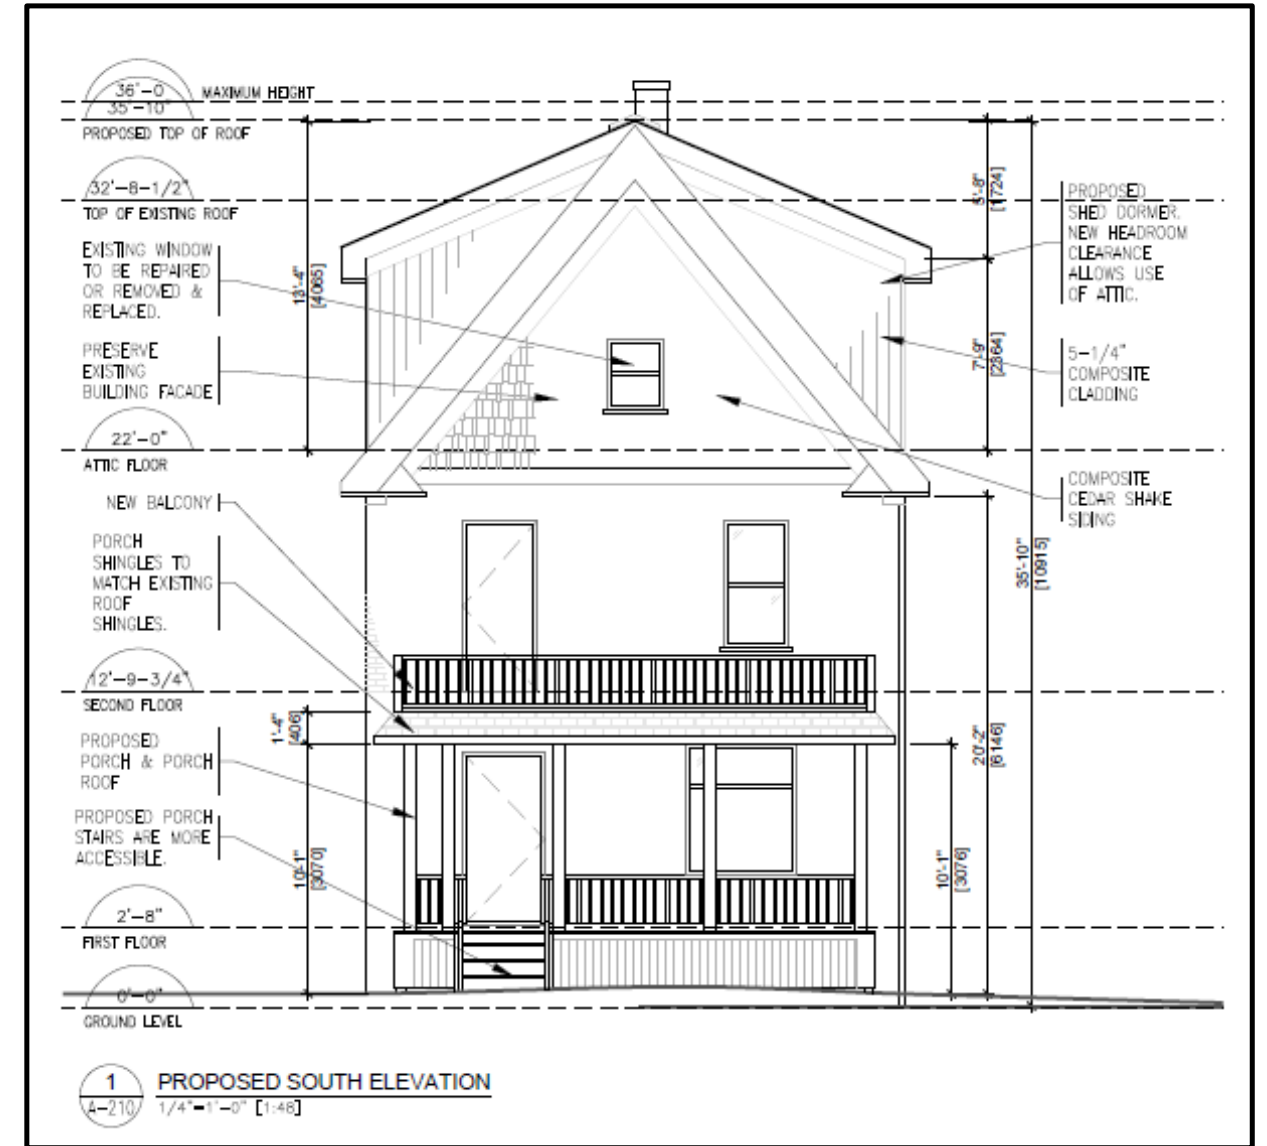 36'-0
MAXIMUM HEIGHT
35'-10"
PROPOSED TOP OF ROOF
32'-8-1/2"
TOP OF EXISTING ROOF
EXISTING WINDOW
TO BE REPAIRED
OR REMOVED &
REPLACED.
PRESERVE
EXISTING
BUILDING FACADE
22'-0"
ATTIC FLOOR
NEW BALCONY
PORCH
SHINGLES TO
MATCH EXISTING
ROOF
SHINGLES.
12'-9-3/4"
SECOND FLOOR
PROPOSED
PORCH & PORCH
ROOF
PROPOSED PORCH
STAIRS ARE MORE
ACCESSIBLE.
2'-8"
FIRST FLOOR
0'-0"
GROUND LEVEL
13'-4"
[4065]
1'-4"
[406]
10'-1"
[3070]
5'-8"
[1724]
7'-9"
[2364]
20'-2"
[6146]
10'-1"
[3076]
35'-10"
[10915]
PROPOSED
SHED DORMER.
NEW HEADROOM
CLEARANCE
ALLOWS USE
OF ATTIC.
5-1/4"
COMPOSITE
CLADDING
COMPOSITE
CEDAR SHAKE
SIDING
1
A-210
PROPOSED SOUTH ELEVATION
1/4"=1'-0" [1:48]